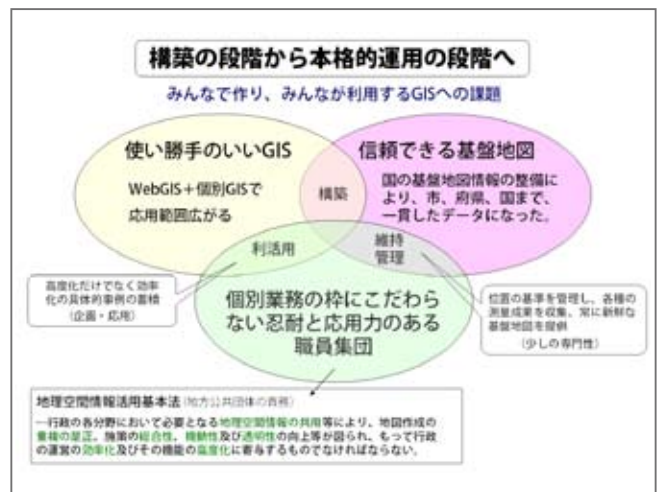 構築の段階から本格的運用の段階へ
みんなで作り、みんなが利用するGISへの課題
使い勝手のいいGIS
WebGIS＋個別GISで
応用範囲広がる
信頼できる基盤地図
国の基盤地図情報の整備に
より、市、府県、国まで、
一貫したデータになった。
構築
利活用
維持
管理
高度化だけでなく効率
化の具体的事例の蓄積
（企画・応用）
個別業務の枠にこだわら
ない忍耐と応用力のある
職員集団
位置の基準を管理し、各種の
測量成果を収集、常に新鮮な
基盤地図を提供
（少しの専門性）
地理空間情報活用基本法（地方公共団体の責務）
…行政の各分野において必要となる地理空間情報の共用等により、地図作成の
重複の是正、施策の総合性、機動性及び透明性の向上等が図られ、もって行政
の運営の効率化及びその機能の高度化に寄与するものでなければならない。